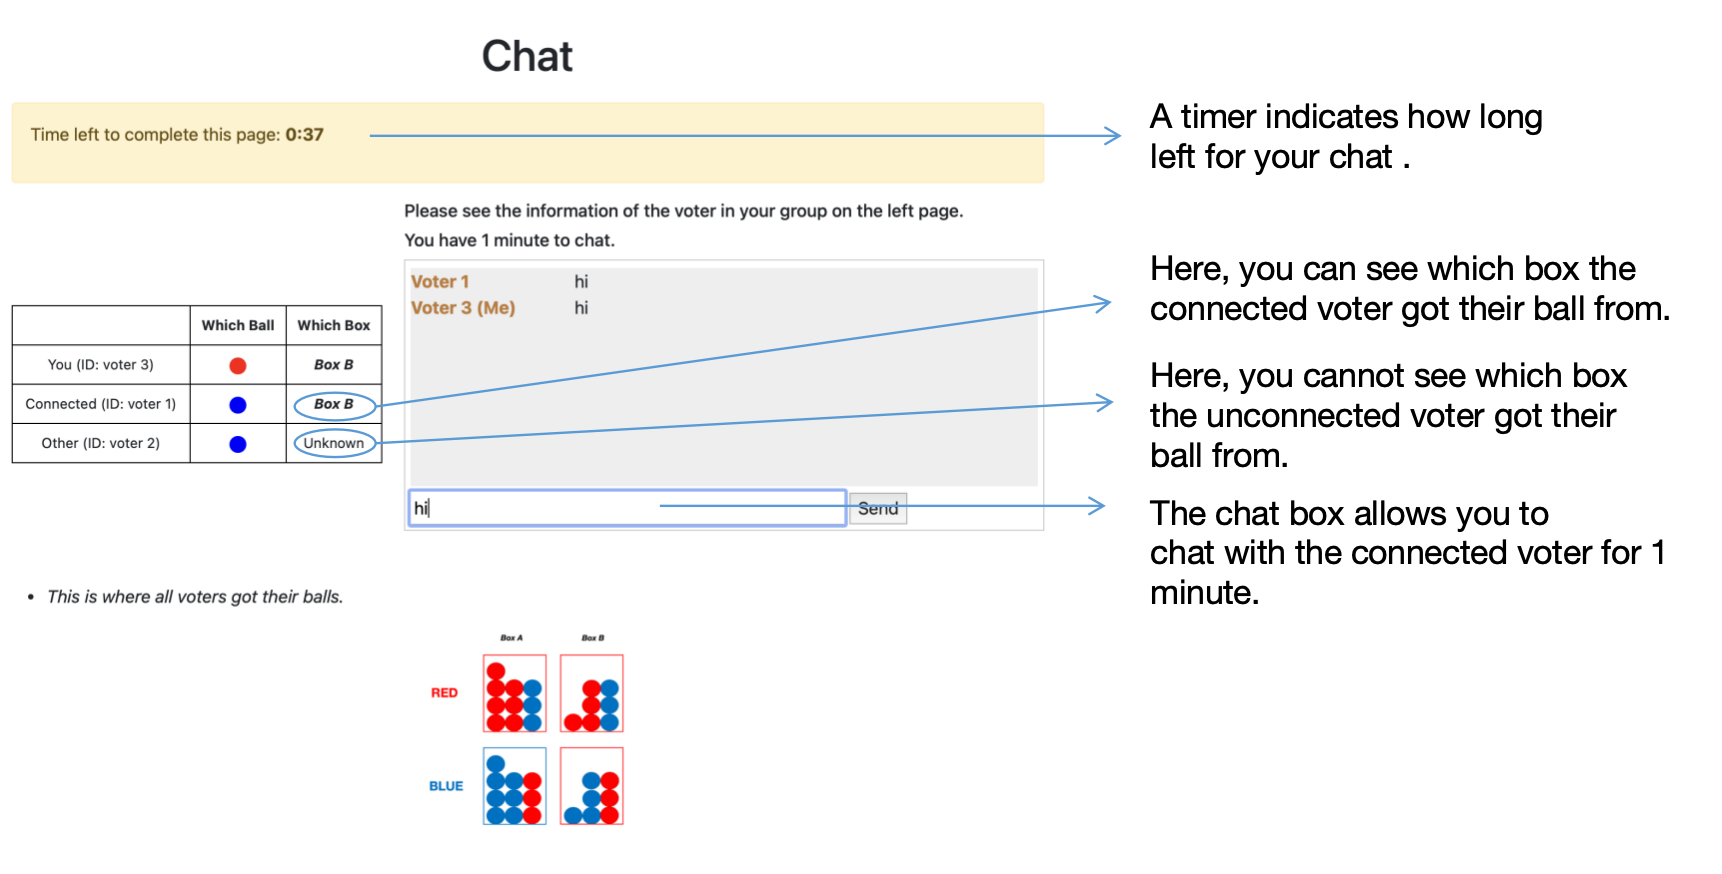 Chat
Time left to complete this page: 0:37
A timer indicates how long
left for your chat .
Please see the information of the voter in your group on the left page.
You have 1 minute to chat.
Voter 1 hi
Voter 3 (Me) hi
Here, you can see which box the
connected voter got their ball from.
Which Ball Which Box
You (ID: voter 3) Box B
Connected (ID: voter 1) Box B
Other (ID: voter 2) Unknown
Here, you cannot see which box
the unconnected voter got their
ball from.
hi Send
The chat box allows you to
chat with the connected voter for 1
minute.
• This is where all voters got their balls.
Box A Box B
RED
BLUE